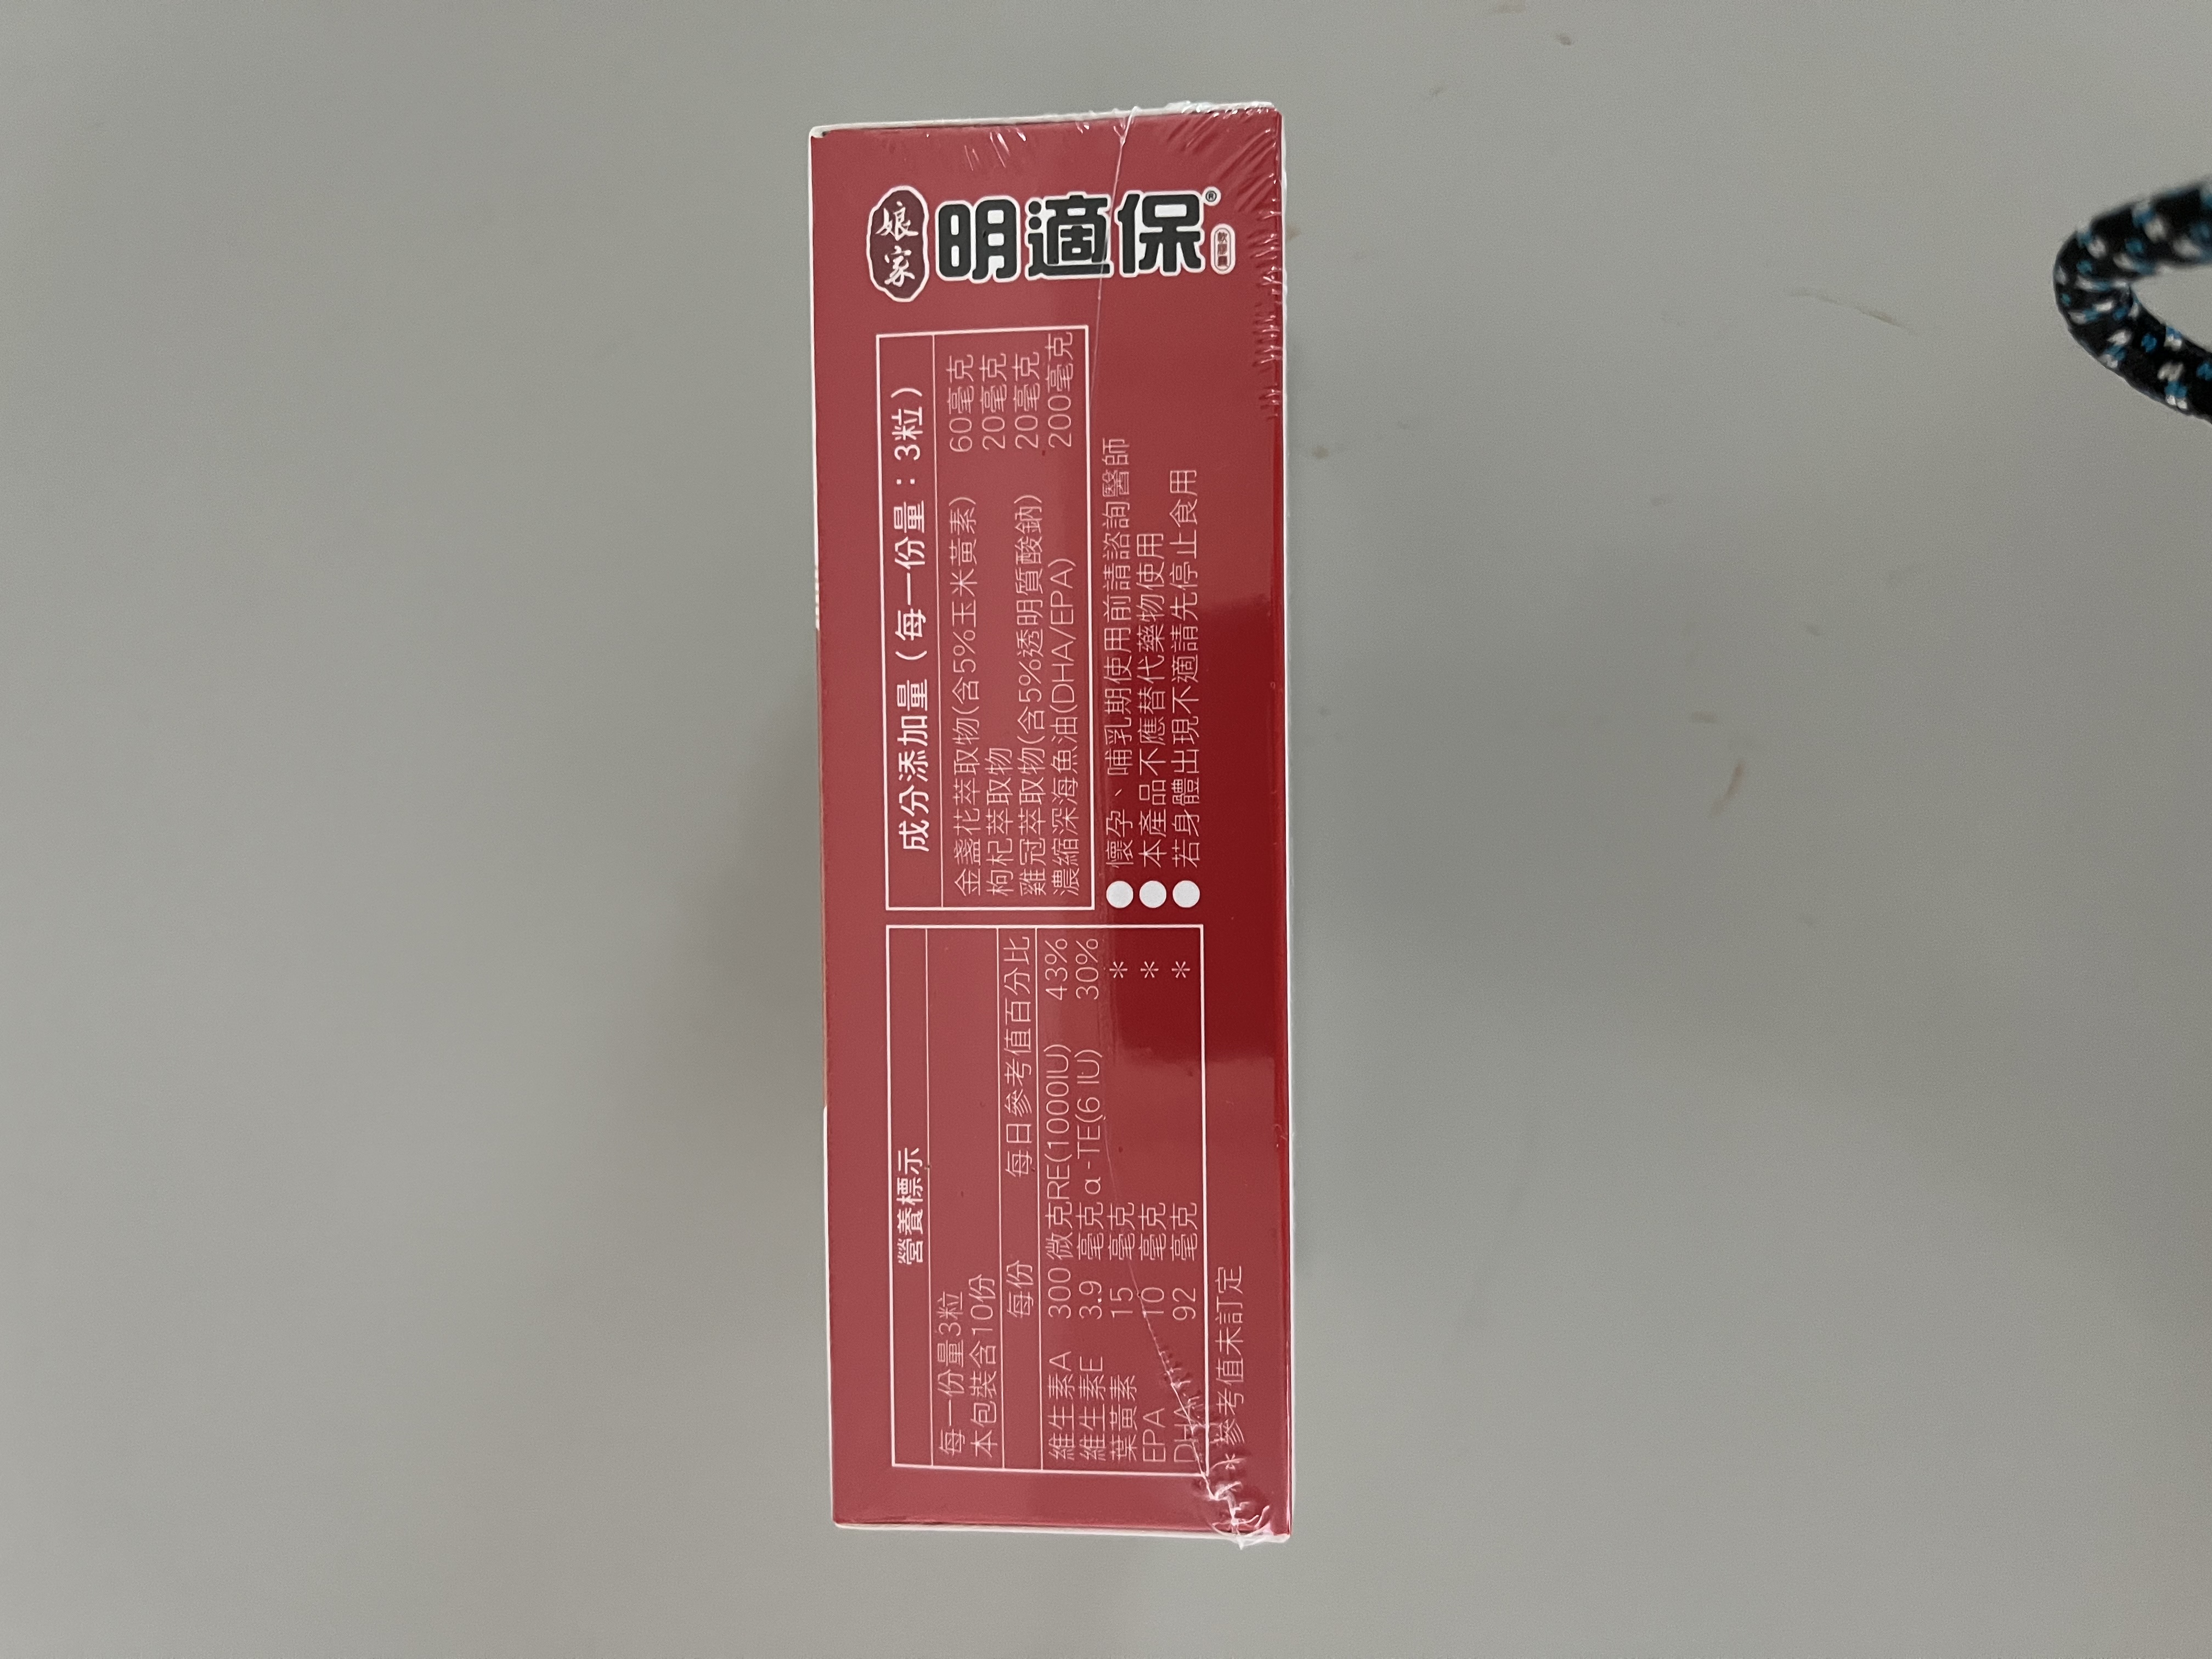 營養標示
每一份量3粒
本包裝含10份
每份 每日參考值百分比
維生素A 300 微克RE(1000IU) 43%
維生素E 3.9 毫克α-TE(6 IU) 30%
葉黃素 15 毫克 *
EPA 10 毫克 *
DHA 92 毫克 *
*參考值未訂定
成分添加量(每一份量:3粒)
金盞花萃取物(含5%玉米黃素) 60毫克
枸杞萃取物 20毫克
雞冠萃取物(含5%透明質酸鈉) 20毫克
濃縮深海魚油(DHA/EPA) 200毫克
●懷孕、哺乳期使用前請諮詢醫師
●本產品不應替代藥物使用
●若身體出現不適請先停止食用
娘家
明適保®
軟膠囊